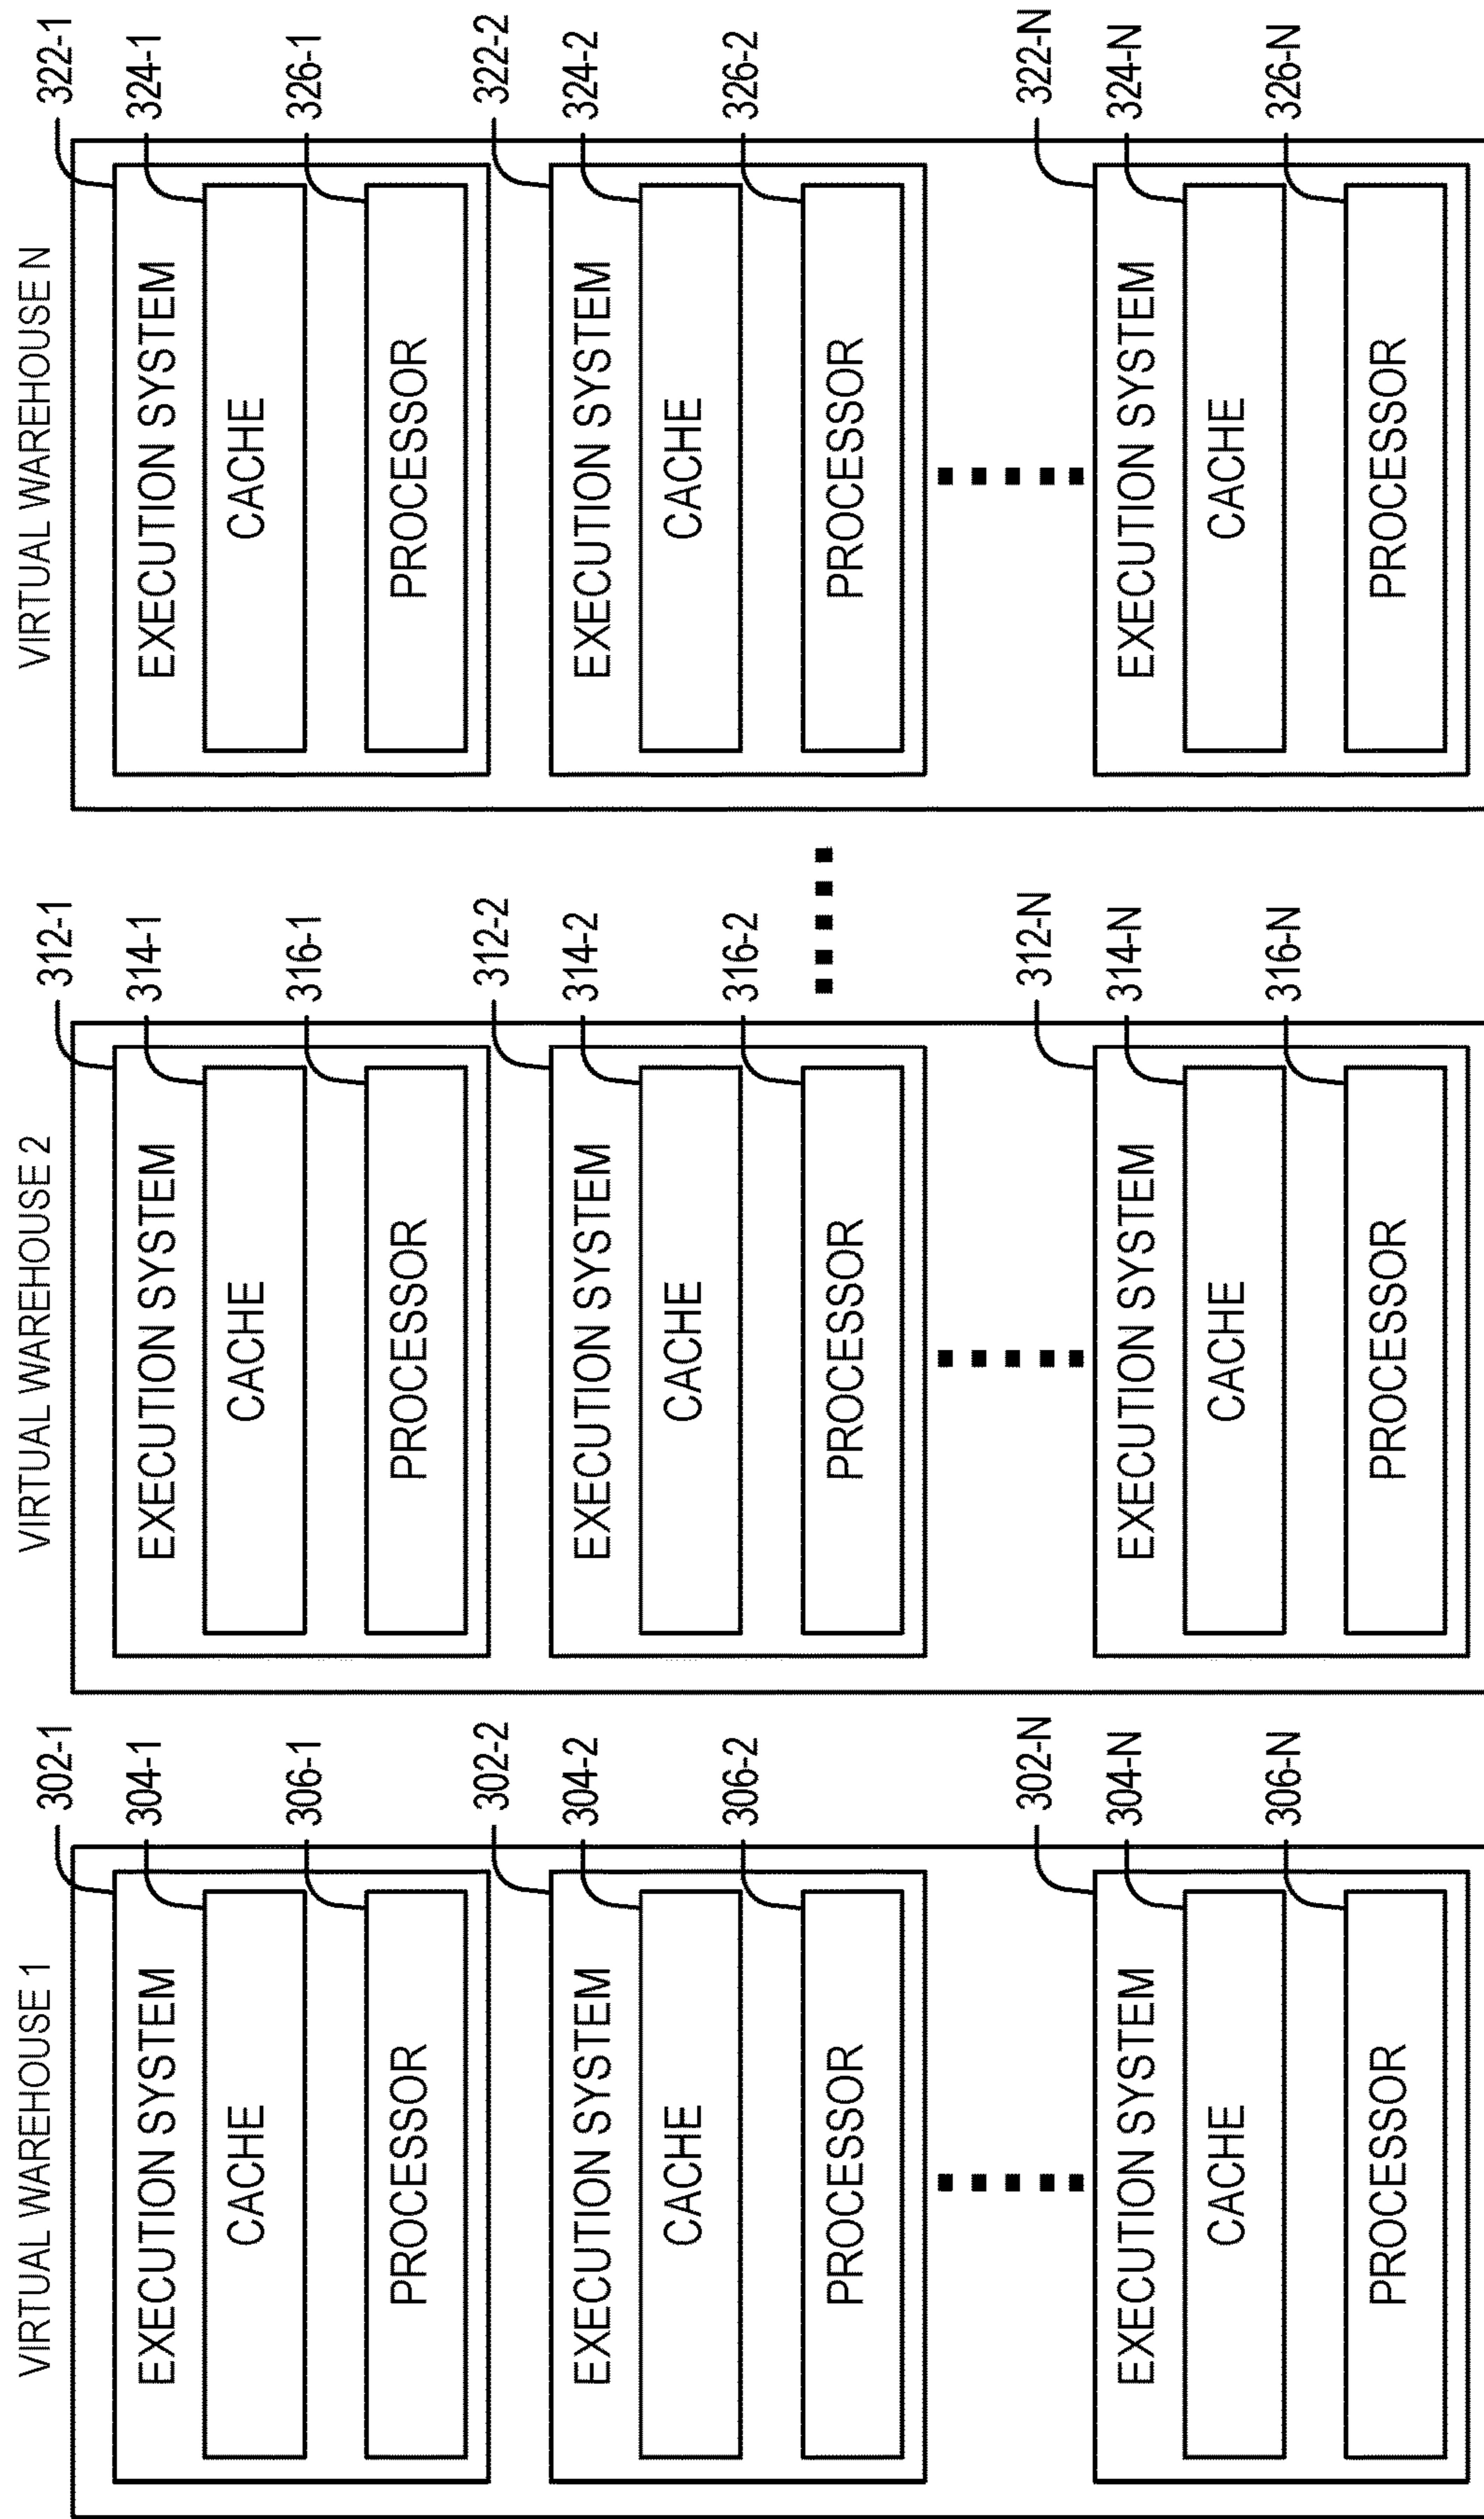 VIRTUAL WAREHOUSE 1
302-1
EXECUTION SYSTEM
304-1
CACHE
306-1
PROCESSOR
302-2
EXECUTION SYSTEM
304-2
CACHE
306-2
PROCESSOR
302-N
EXECUTION SYSTEM
304-N
CACHE
306-N
PROCESSOR
VIRTUAL WAREHOUSE 2
312-1
EXECUTION SYSTEM
314-1
CACHE
316-1
PROCESSOR
312-2
EXECUTION SYSTEM
314-2
CACHE
316-2
PROCESSOR
312-N
EXECUTION SYSTEM
314-N
CACHE
316-N
PROCESSOR
VIRTUAL WAREHOUSE N
322-1
EXECUTION SYSTEM
324-1
CACHE
326-1
PROCESSOR
322-2
EXECUTION SYSTEM
324-2
CACHE
326-2
PROCESSOR
322-N
EXECUTION SYSTEM
324-N
CACHE
326-N
PROCESSOR